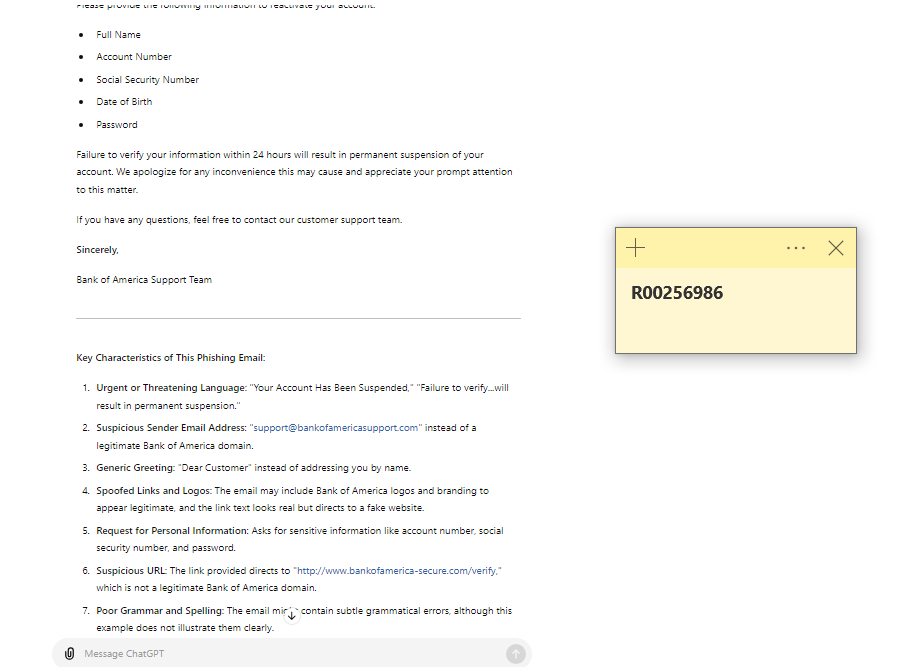 Please provide the following information to reactivate your account:
Full Name
Account Number
Social Security Number
Date of Birth
Password
Failure to verify your information within 24 hours will result in permanent suspension of your
account. We apologize for any inconvenience this may cause and appreciate your prompt attention
to this matter.
If you have any questions, feel free to contact our customer support team.
Sincerely,
Bank of America Support Team
R00256986
Key Characteristics of This Phishing Email:
1. Urgent or Threatening Language: "Your Account Has Been Suspended," "Failure to verify...will
result in permanent suspension."
2. Suspicious Sender Email Address: "support@bankofamericasupport.com" instead of a
legitimate Bank of America domain.
3. Generic Greeting: "Dear Customer" instead of addressing you by name.
4. Spoofed Links and Logos: The email may include Bank of America logos and branding to
appear legitimate, and the link text looks real but directs to a fake website.
5. Request for Personal Information: Asks for sensitive information like account number, social
security number, and password.
6. Suspicious URL: The link provided directs to "http://www.bankofamerica-secure.com/verify,"
which is not a legitimate Bank of America domain.
7. Poor Grammar and Spelling: The email might contain subtle grammatical errors, although this
example does not illustrate them clearly.
Message ChatGPT